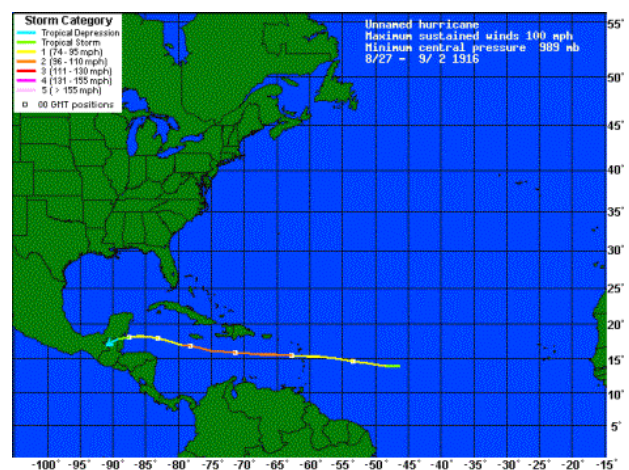 Storm Category
Tropical Depression
Tropical Storm
1 (74-95 mph)
2 (96-110 mph)
3 (111-130 mph)
4 (131-155 mph)
5 ( > 155 mph)
00 GMT positions
Unnamed hurricane
Maximum sustained winds 100 mph
Minimum central pressure 989 mb
8/27 - 9/ 2 1916
55°
50°
45°
40°
35°
30°
25°
20°
15°
10°
5°
-100° -95° -90° -85° -80° -75° -70° -65° -60° -55° -50° -45° -40° -35° -30° -25° -20° 15°